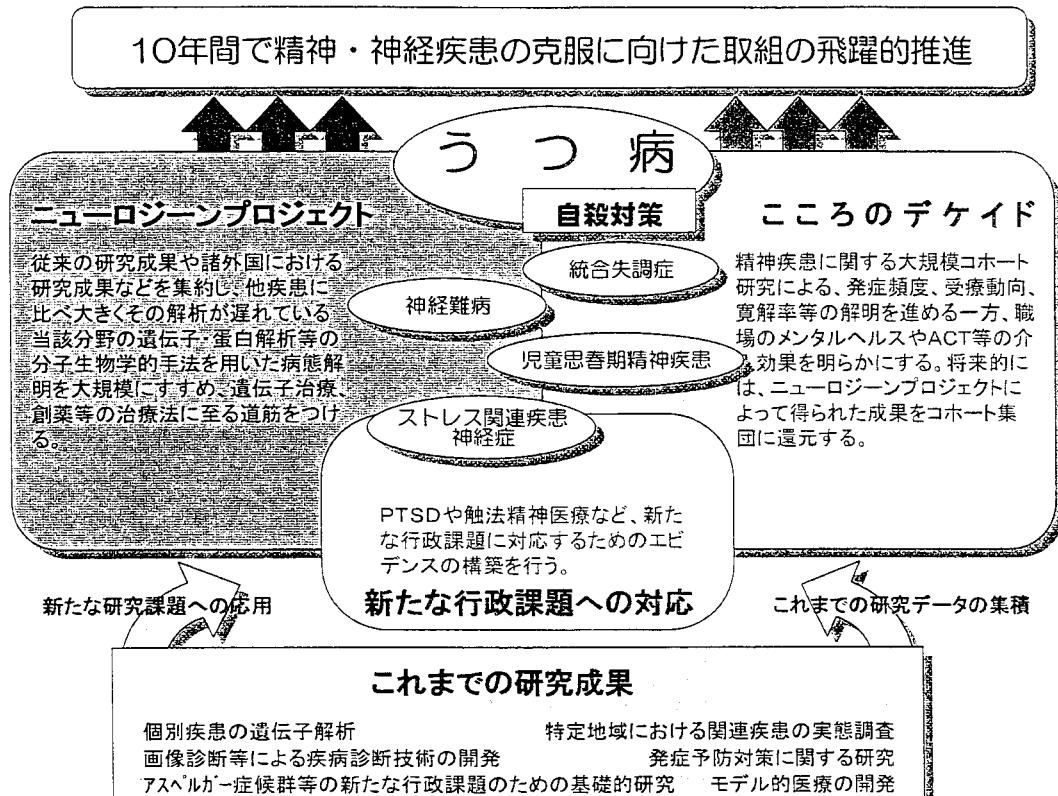 10年間で精神・神経疾患の克服に向けた取組の飛躍的推進
うつ病
自殺対策
ニューロジーンプロジェクト
従来の研究成果や諸外国における
研究成果などを集約し、他疾患に
比べ大きくその解析が遅れている
当該分野の遺伝子・蛋白解析等の
分子生物学的手法を用いた病態解
明を大規模にすすめ、遺伝子治療、
創薬等の治療法に至る道筋をつけ
る。
統合失調症
神経難病
児童思春期精神疾患
ストレス関連疾患
神経症
こころのデケイド
精神疾患に関する大規模コホート
研究による、発症頻度、受療動向、
寛解率等の解明を進める一方、職
場のメンタルヘルスやACT等の介
効果を明らかにする。将来的に
は、ニューロジーンプロジェクトに
よって得られた成果をコホート集
団に還元する。
PTSDや触法精神医療など、新た
な行政課題に対応するためのエビ
デンスの構築を行う。
新たな行政課題への対応
新たな研究課題への応用
これまでの研究データの集積
これまでの研究成果
個別疾患の遺伝子解析
特定地域における関連疾患の実態調査
画像診断等による疾病診断技術の開発
発症予防対策に関する研究
アスペルガー症候群等の新たな行政課題のための基礎的研究
モデル的医療の開発